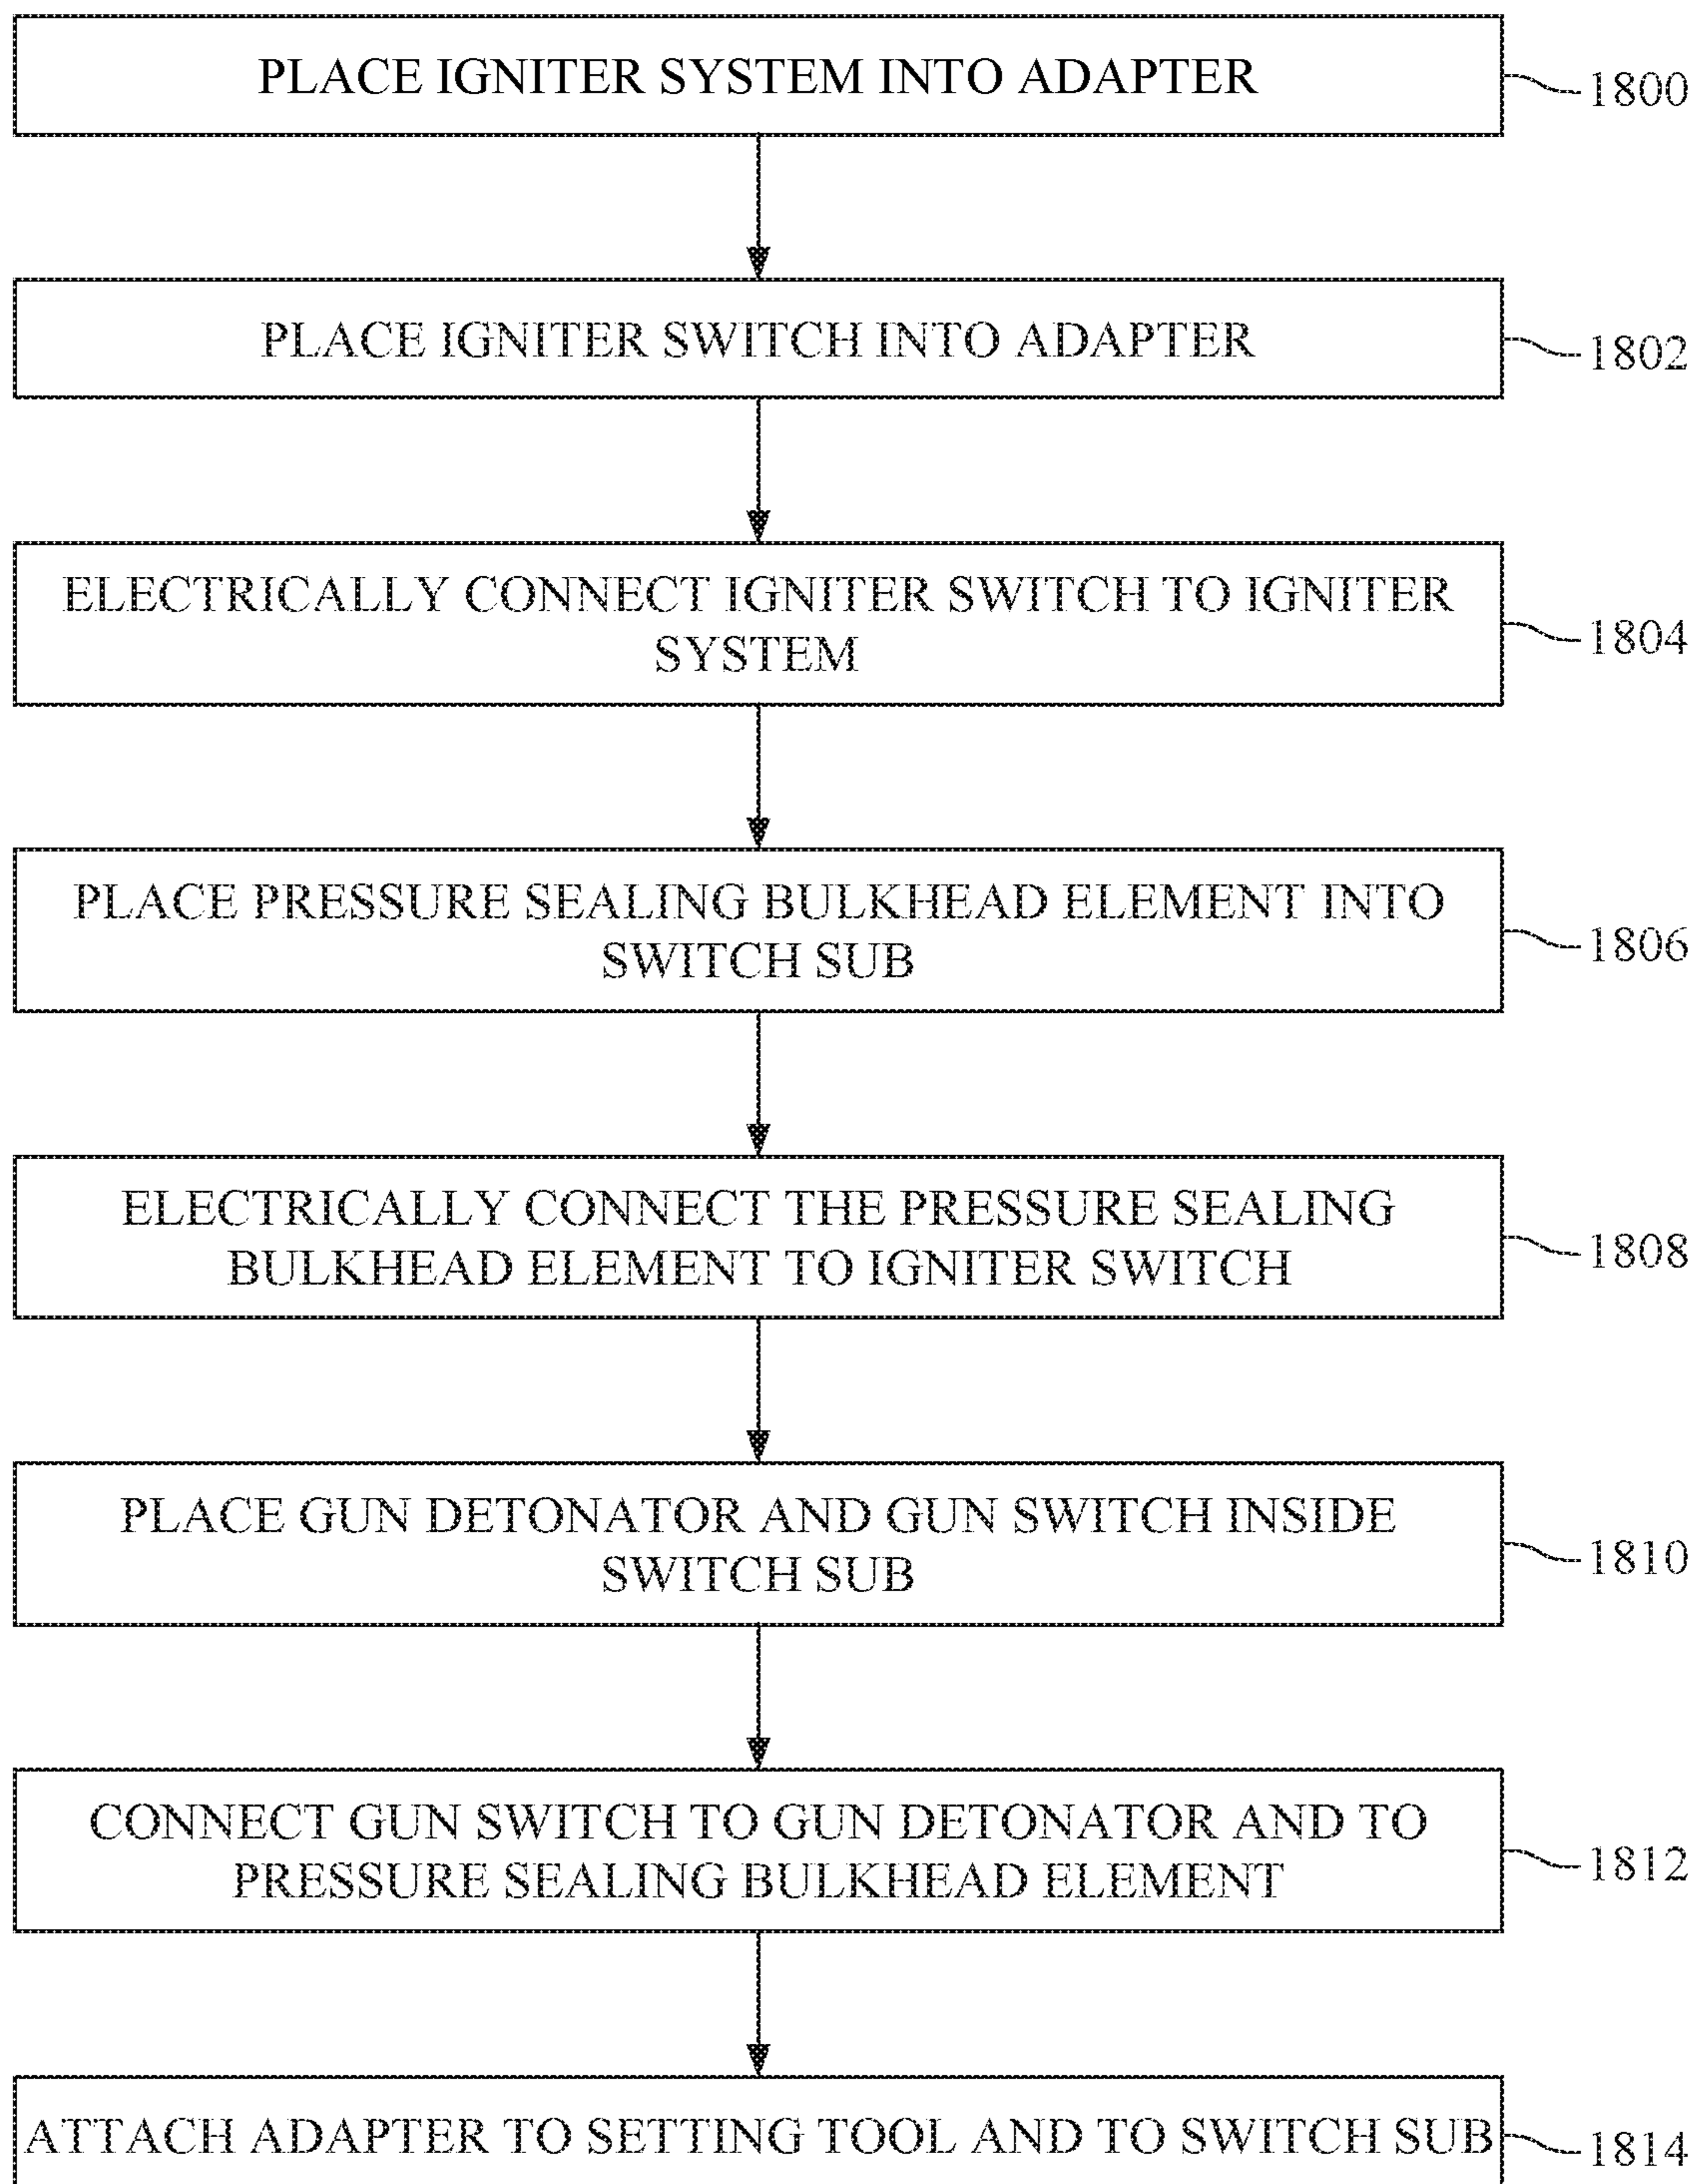 PLACE IGNITER SYSTEM INTO ADAPTER
1800
PLACE IGNITER SWITCH INTO ADAPTER
1802
ELECTRICALLY CONNECT IGNITER SWITCH TO IGNITER
SYSTEM
1804
PLACE PRESSURE SEALING BULKHEAD ELEMENT INTO
SWITCH SUB
1806
ELECTRICALLY CONNECT THE PRESSURE SEALING
BULKHEAD ELEMENT TO IGNITER SWITCH
1808
PLACE GUN DETONATOR AND GUN SWITCH INSIDE
SWITCH SUB
1810
CONNECT GUN SWITCH TO GUN DETONATOR AND TO
PRESSURE SEALING BULKHEAD ELEMENT
1812
ATTACH ADAPTER TO SETTING TOOL AND TO SWITCH SUB
1814